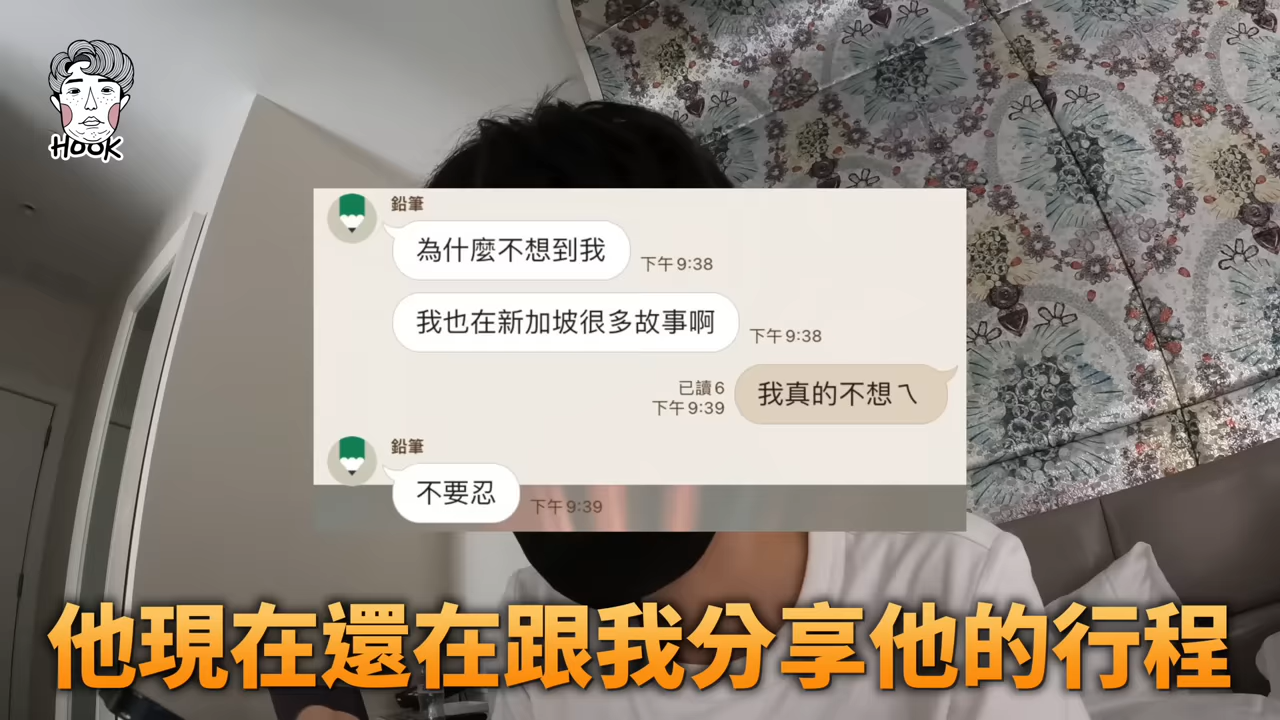 HOOK
鉛筆
為什麼不想到我
下午 9:38
我也在新加坡很多故事啊
下午 9:38
已讀 6
下午 9:39
我真的不想ㄟ
鉛筆
不要忍
下午 9:39
他現在還在跟我分享他的行程